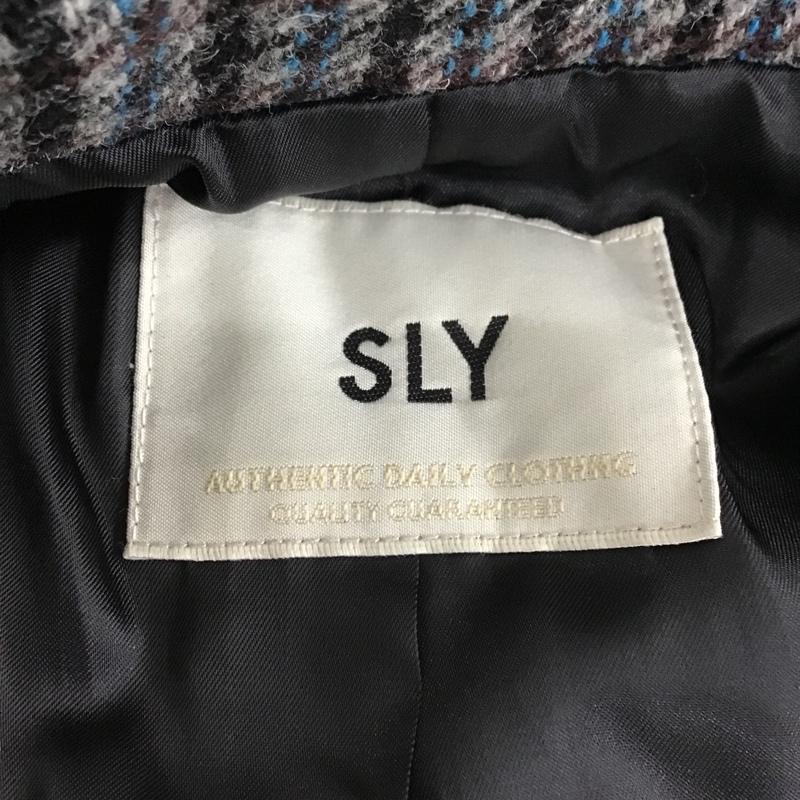 SLY
AUTHENTIC DAILY CLOTHING
QUALITY GUARANTEED